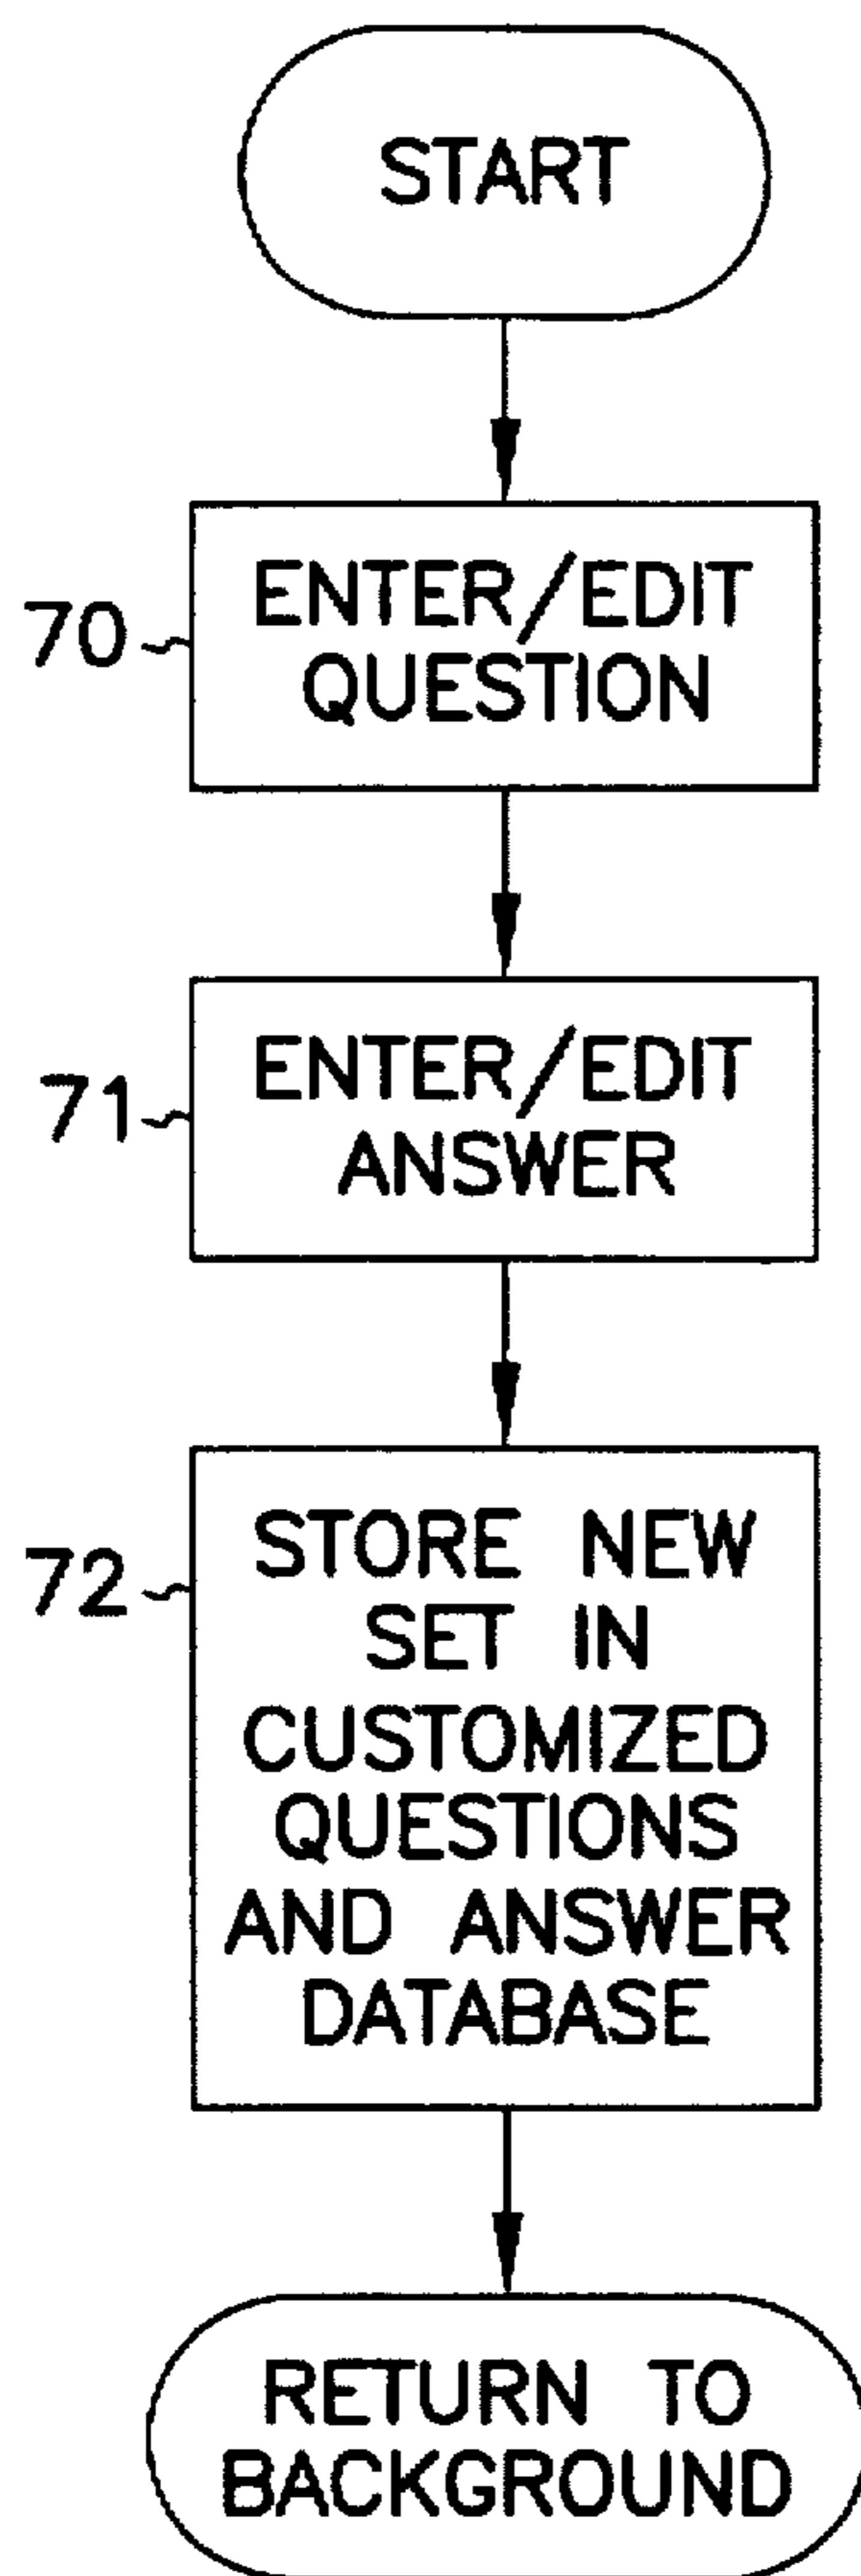 START
70
ENTER/EDIT
QUESTION
71
ENTER/EDIT
ANSWER
72
STORE NEW
SET IN
CUSTOMIZED
QUESTIONS
AND ANSWER
DATABASE
RETURN TO
BACKGROUND